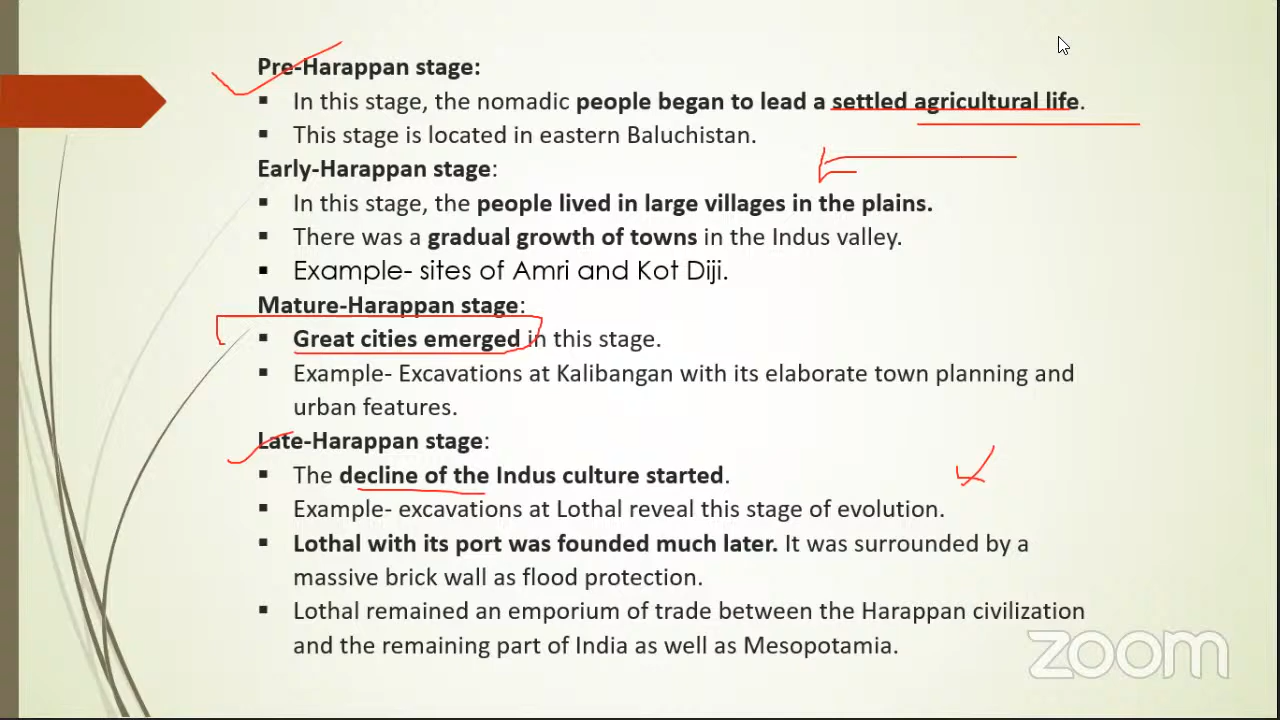 Pre-Harappan stage:
▪ In this stage, the nomadic people began to lead a settled agricultural life.
▪ This stage is located in eastern Baluchistan.
Early-Harappan stage:
▪ In this stage, the people lived in large villages in the plains.
▪ There was a gradual growth of towns in the Indus valley.
▪ Example- sites of Amri and Kot Diji.
Mature-Harappan stage:
▪ Great cities emerged in this stage.
▪ Example- Excavations at Kalibangan with its elaborate town planning and
urban features.
Late-Harappan stage:
▪ The decline of the Indus culture started.
▪ Example- excavations at Lothal reveal this stage of evolution.
▪ Lothal with its port was founded much later. It was surrounded by a
massive brick wall as flood protection.
▪ Lothal remained an emporium of trade between the Harappan civilization
and the remaining part of India as well as Mesopotamia.
zoom